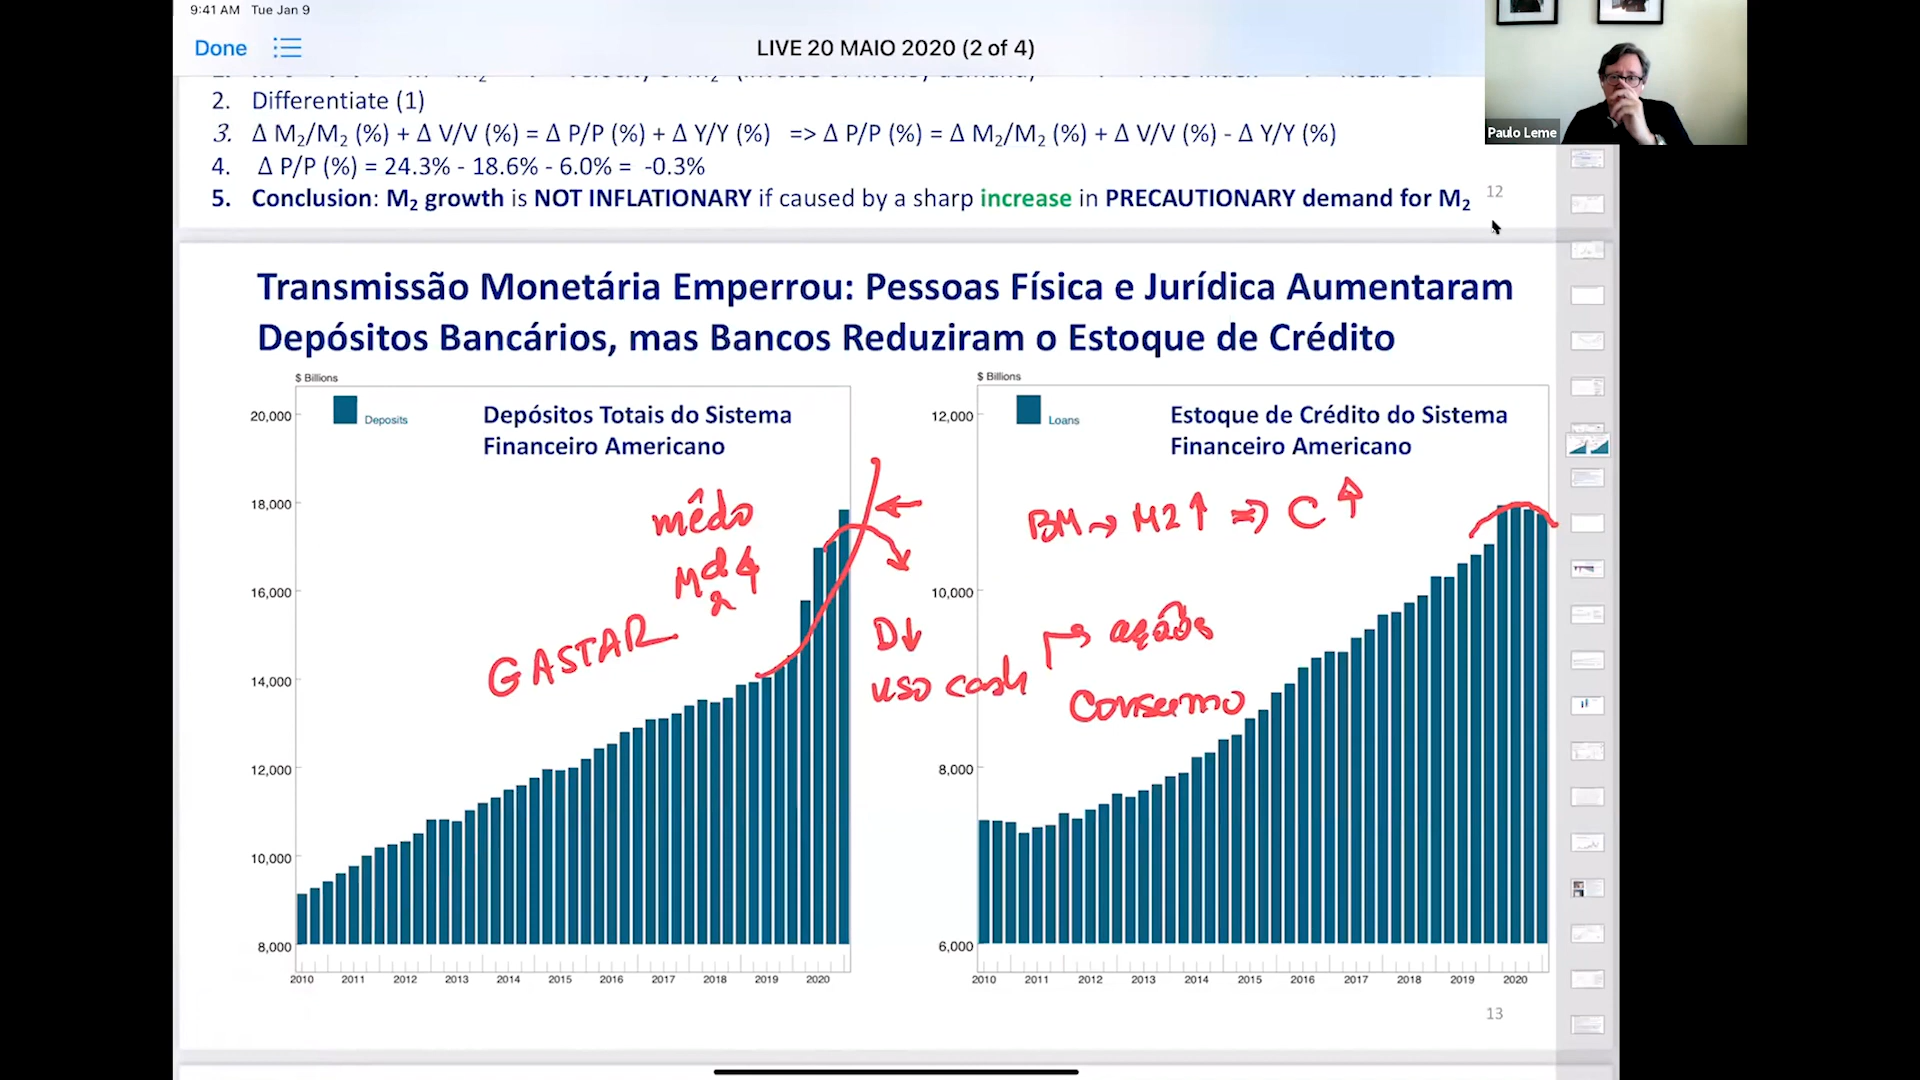 9:41 AM Tue Jan 9
Done
LIVE 20 MAIO 2020 (2 of 4)
Paulo Leme
2. Differentiate (1)
3. Δ M₂/M₂ (%) + Δ V/V (%) = Δ P/P (%) + Δ Y/Y (%) => Δ P/P (%) = Δ M₂/M₂ (%) + Δ V/V (%) - Δ Y/Y (%)
4. Δ P/P (%) = 24.3% - 18.6% - 6.0% = -0.3%
5. Conclusion: M₂ growth is NOT INFLATIONARY if caused by a sharp increase in PRECAUTIONARY demand for M₂
12
Transmissão Monetária Emperrou: Pessoas Física e Jurídica Aumentaram
Depósitos Bancários, mas Bancos Reduziram o Estoque de Crédito
$ Billions
Deposits
Depósitos Totais do Sistema
Financeiro Americano
20,000
18,000
16,000
14,000
12,000
10,000
8,000
2010 2011 2012 2013 2014 2015 2016 2017 2018 2019 2020
mêdo
M₂ᵈ ↑
GASTAR
D↓
uso cash
ações
Consumo
$ Billions
Loans
Estoque de Crédito do Sistema
Financeiro Americano
BM → M2↑ => C↑
12,000
10,000
8,000
6,000
2010 2011 2012 2013 2014 2015 2016 2017 2018 2019 2020
13